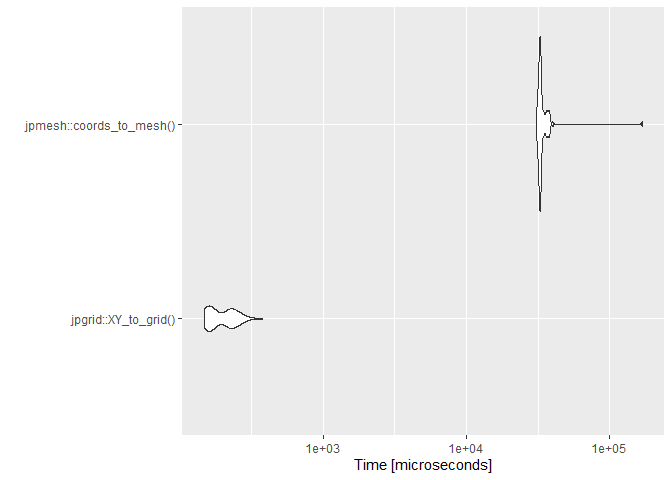 jpmesh::coords_to_mesh()
jpgrid::XY_to_grid()
1e+03 1e+04 1e+05
Time [microseconds]